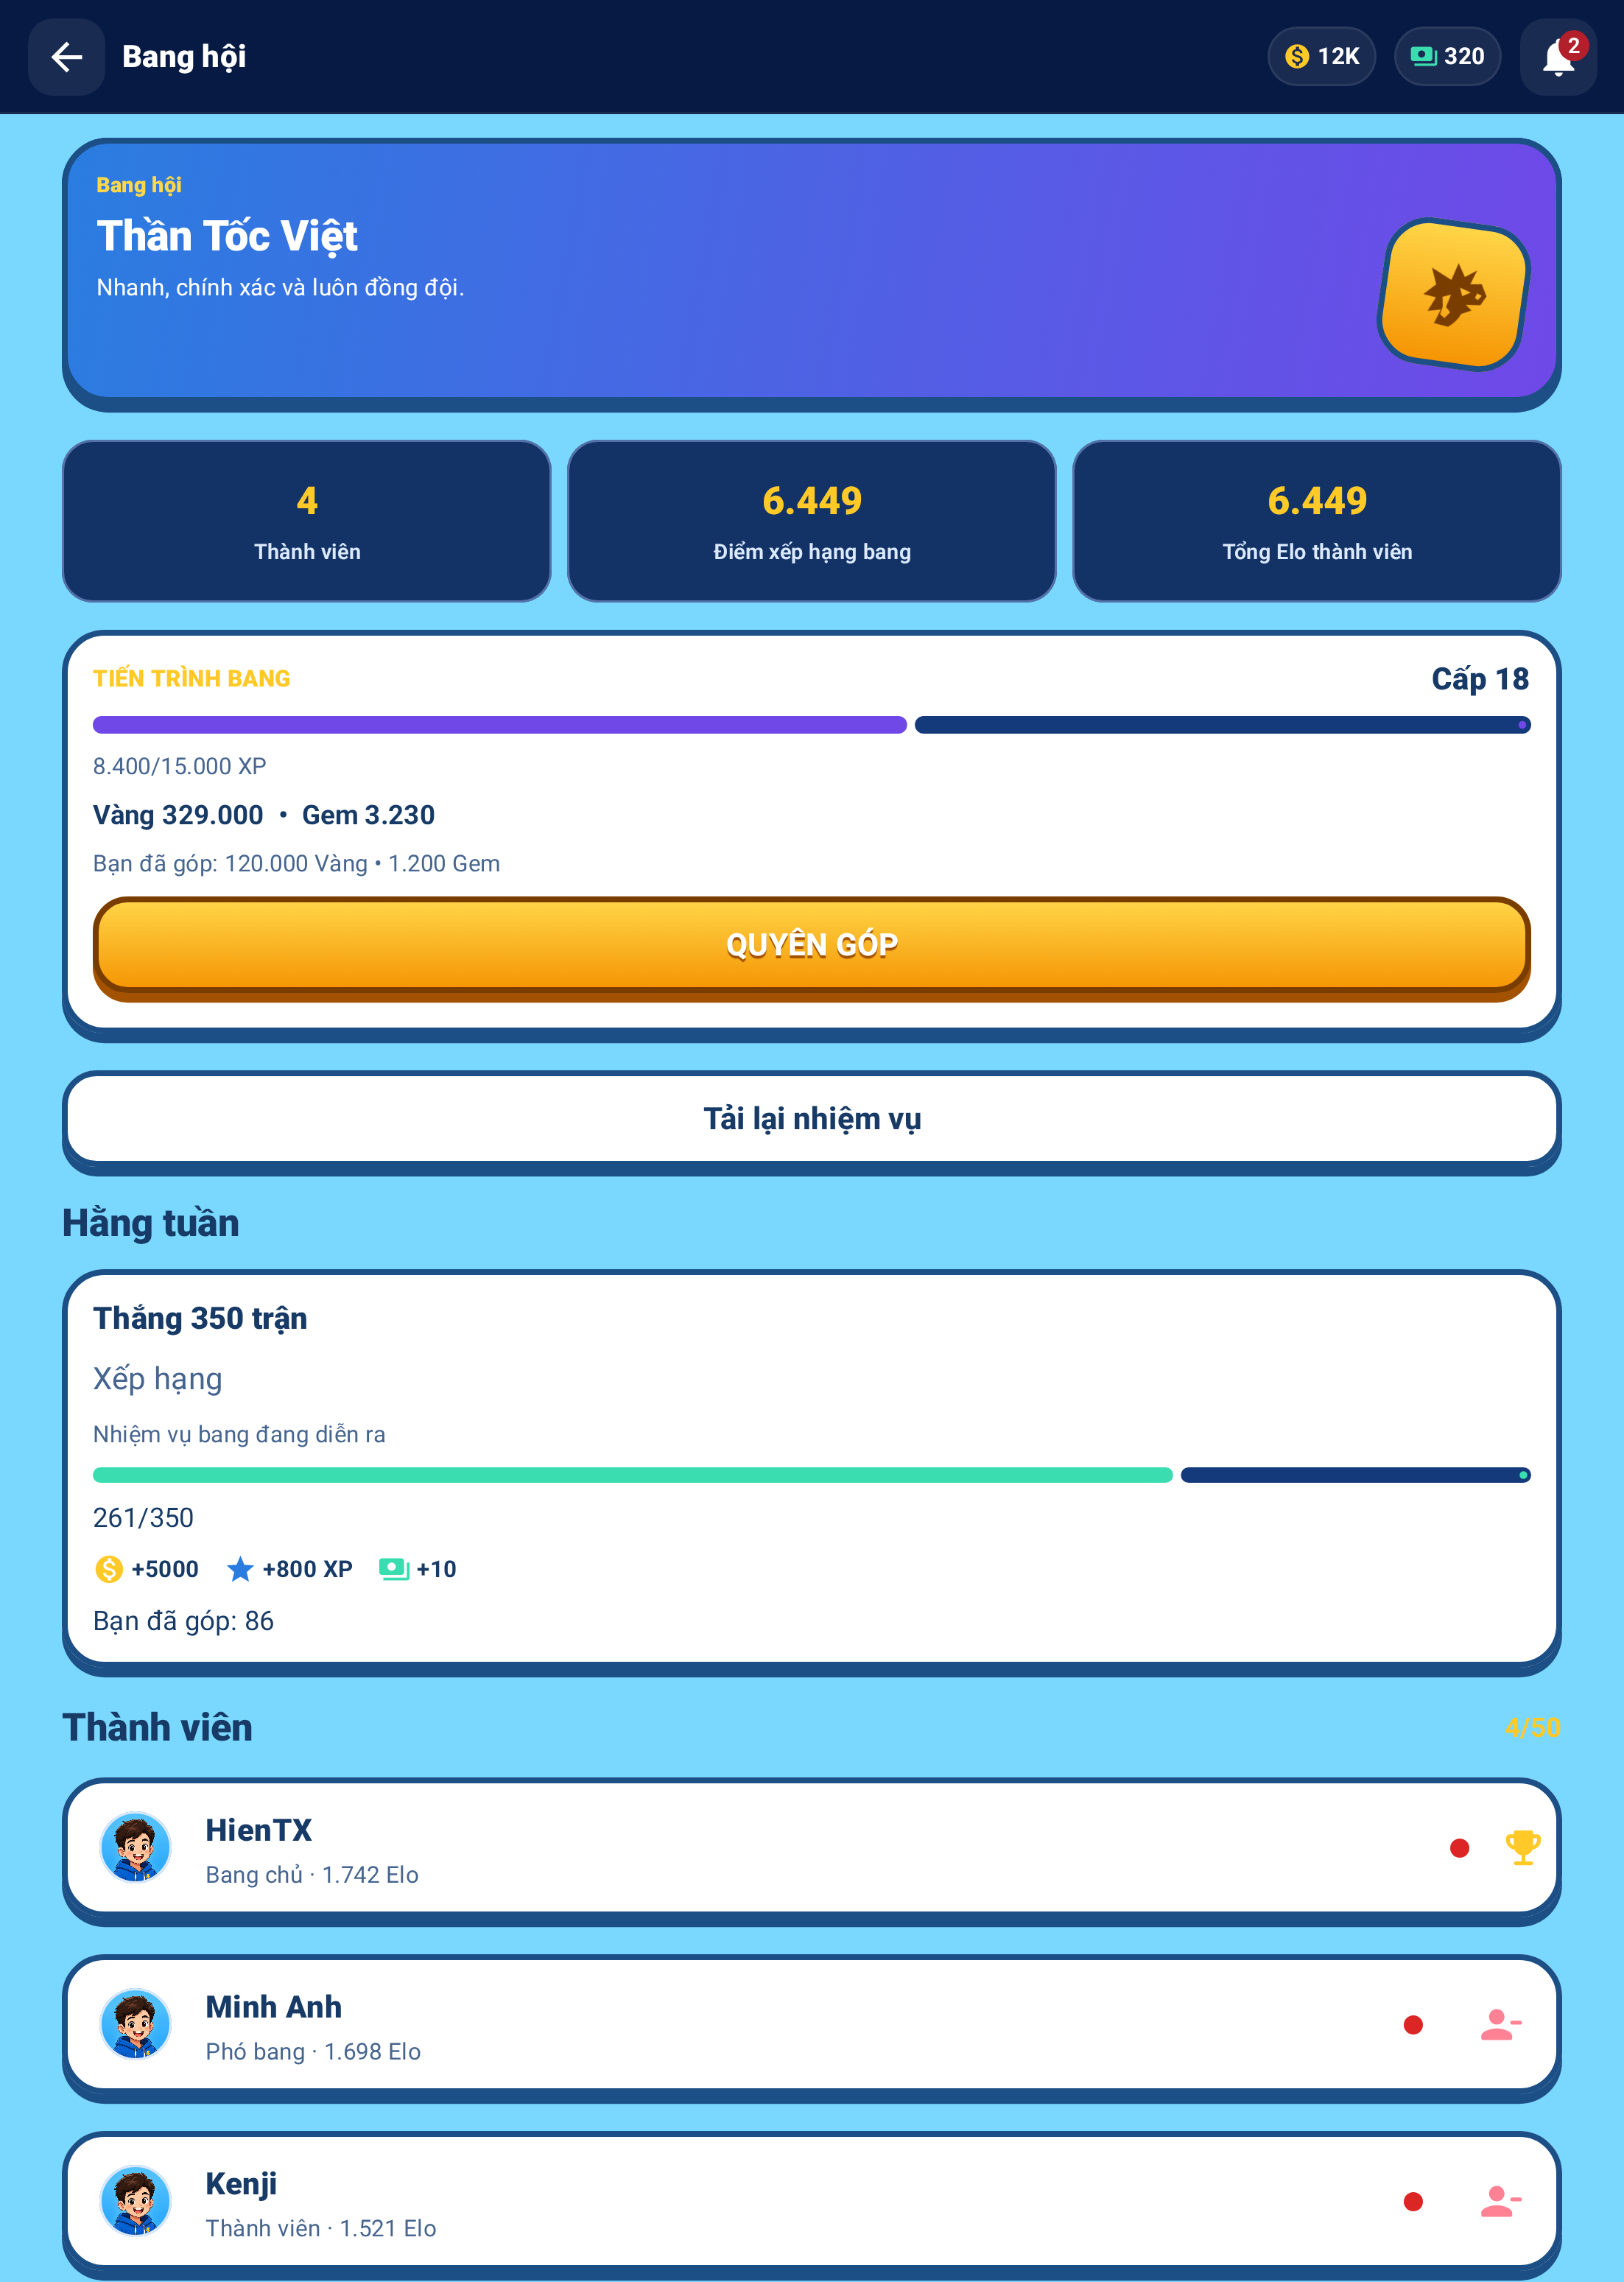 Bang hội
12K
320
2
Bang hội
Thần Tốc Việt
Nhanh, chính xác và luôn đồng đội.
4
Thành viên
6.449
Điểm xếp hạng bang
6.449
Tổng Elo thành viên
TIẾN TRÌNH BANG
Cấp 18
8.400/15.000 XP
Vàng 329.000 • Gem 3.230
Bạn đã góp: 120.000 Vàng • 1.200 Gem
QUYÊN GÓP
Tải lại nhiệm vụ
Hằng tuần
Thắng 350 trận
Xếp hạng
Nhiệm vụ bang đang diễn ra
261/350
+5000 +800 XP +10
Bạn đã góp: 86
Thành viên
4/50
HienTX
Bang chủ · 1.742 Elo
Minh Anh
Phó bang · 1.698 Elo
Kenji
Thành viên · 1.521 Elo